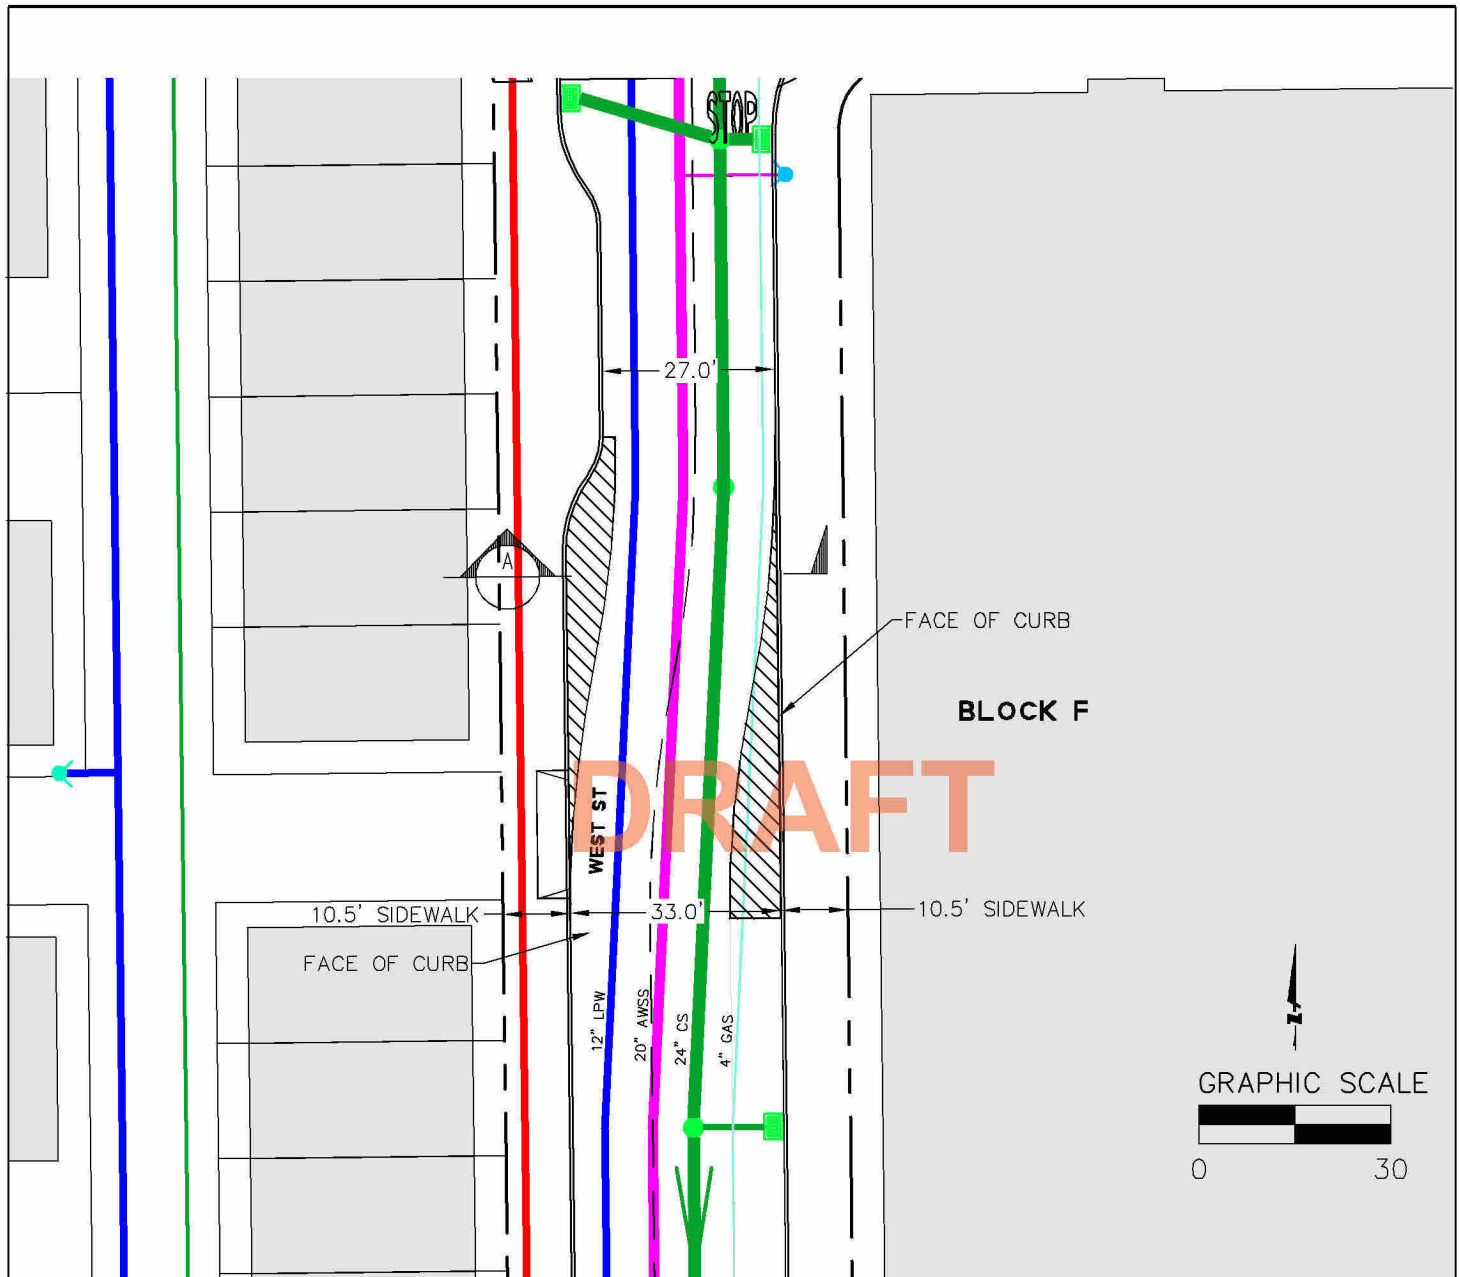 STOP
27.0'
A
FACE OF CURB
BLOCK F
DRAFT
WEST ST
10.5' SIDEWALK
33.0'
10.5' SIDEWALK
FACE OF CURB
12" LPW
20" AWSS
24" CS
4" GAS
N
GRAPHIC SCALE
0 30